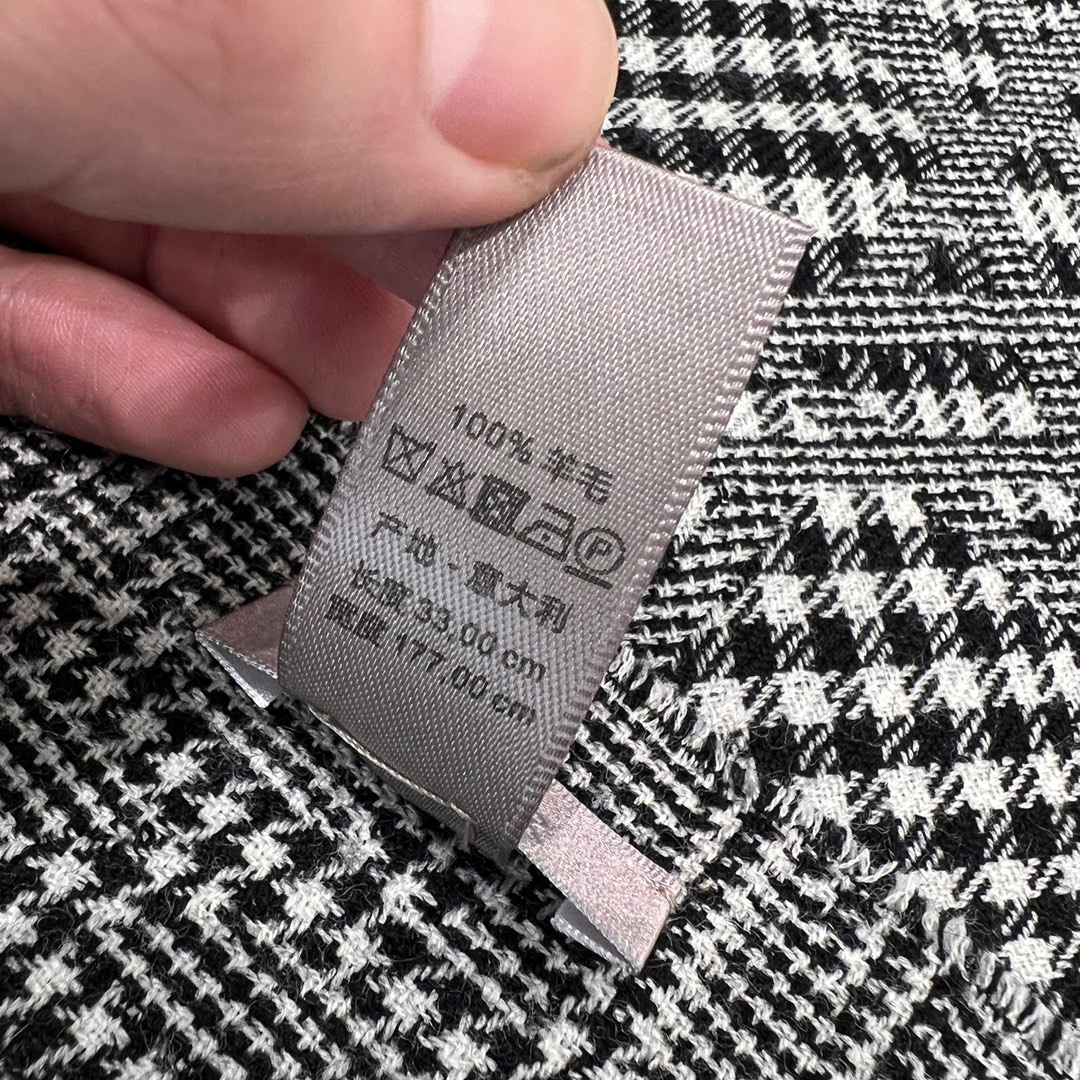 100% 羊毛
P
产地 - 意大利
长度 33.00 cm
宽度 177.00 cm